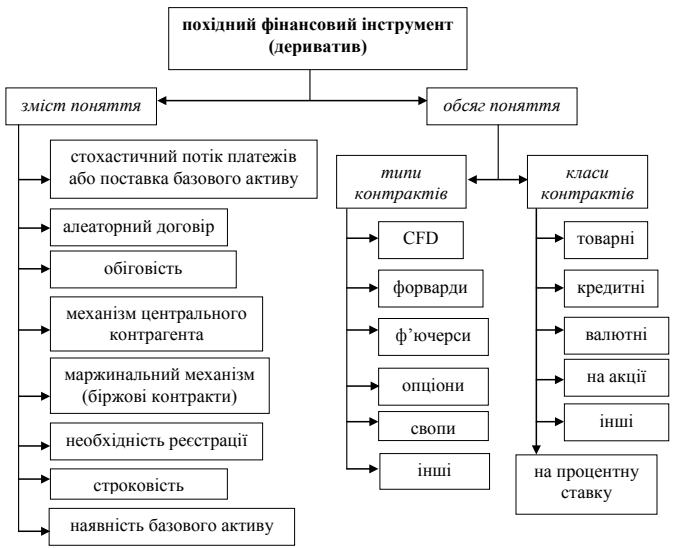 похідний фінансовий інструмент
(дериватив)
зміст поняття
обсяг поняття
стохастичний потік платежів
або поставка базового активу
алеаторний договір
обіговість
механізм центрального
контрагента
маржинальний механізм
(біржові контракти)
необхідність реєстрації
строковість
наявність базового активу
типи
контрактів
CFD
форварди
ф’ючерси
опціони
свопи
інші
класи
контрактів
товарні
кредитні
валютні
на акції
інші
на процентну
ставку